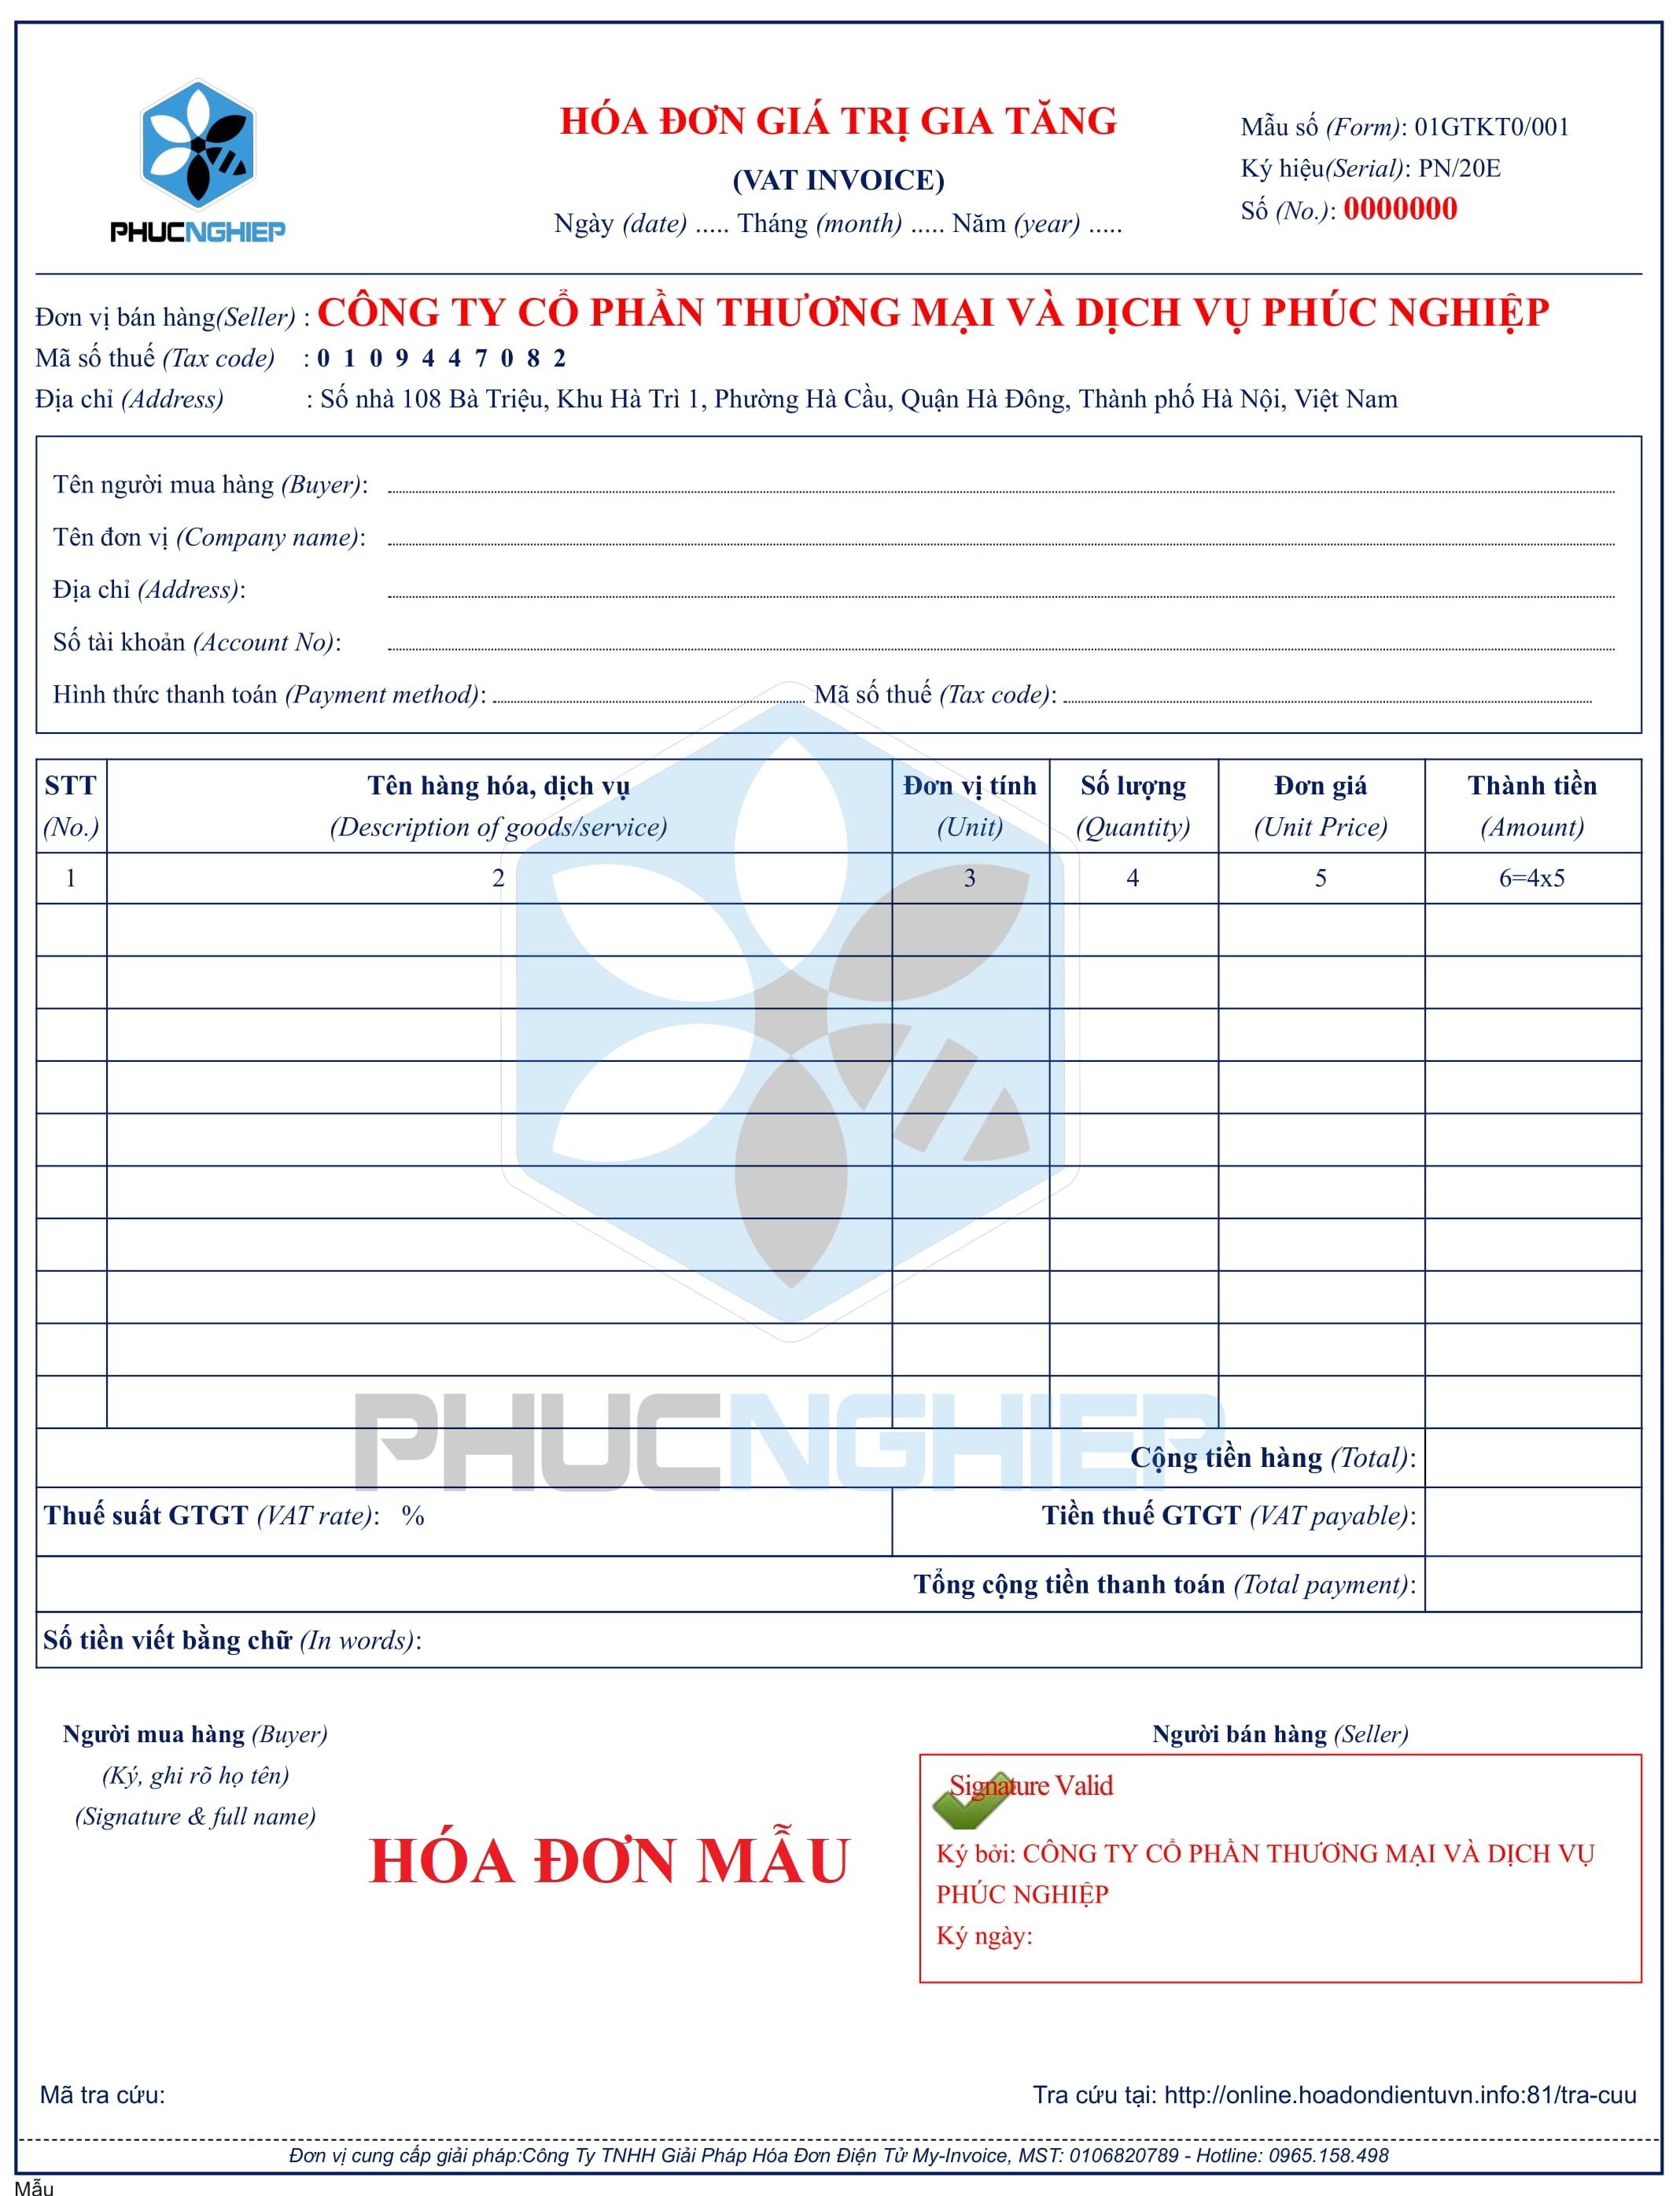 HÓA ĐƠN GIÁ TRỊ GIA TĂNG
(VAT INVOICE)
Ngày (date) ..... Tháng (month) ..... Năm (year) .....
Mẫu số (Form): 01GTKT0/001
Ký hiệu(Serial): PN/20E
Số (No.): 0000000
PHUCNGHIEP
Đơn vị bán hàng(Seller) : CÔNG TY CỔ PHẦN THƯƠNG MẠI VÀ DỊCH VỤ PHÚC NGHIỆP
Mã số thuế (Tax code) : 0 1 0 9 4 4 7 0 8 2
Địa chỉ (Address) : Số nhà 108 Bà Triệu, Khu Hà Trì 1, Phường Hà Cầu, Quận Hà Đông, Thành phố Hà Nội, Việt Nam
Tên người mua hàng (Buyer):
Tên đơn vị (Company name):
Địa chỉ (Address):
Số tài khoản (Account No):
Hình thức thanh toán (Payment method): Mã số thuế (Tax code):
STT Tên hàng hóa, dịch vụ Đơn vị tính Số lượng Đơn giá Thành tiền
(No.) (Description of goods/service) (Unit) (Quantity) (Unit Price) (Amount)
1 2 3 4 5 6=4x5
PHUCNGHIEP
Cộng tiền hàng (Total):
Thuế suất GTGT (VAT rate): % Tiền thuế GTGT (VAT payable):
Tổng cộng tiền thanh toán (Total payment):
Số tiền viết bằng chữ (In words):
Người mua hàng (Buyer)
(Ký, ghi rõ họ tên)
(Signature & full name)
HÓA ĐƠN MẪU
Người bán hàng (Seller)
Signature Valid
Ký bởi: CÔNG TY CỔ PHẦN THƯƠNG MẠI VÀ DỊCH VỤ
PHÚC NGHIỆP
Ký ngày:
Mã tra cứu: Tra cứu tại: http://online.hoadondientuvn.info:81/tra-cuu
Đơn vị cung cấp giải pháp:Công Ty TNHH Giải Pháp Hóa Đơn Điện Tử My-Invoice, MST: 0106820789 - Hotline: 0965.158.498
Mẫu